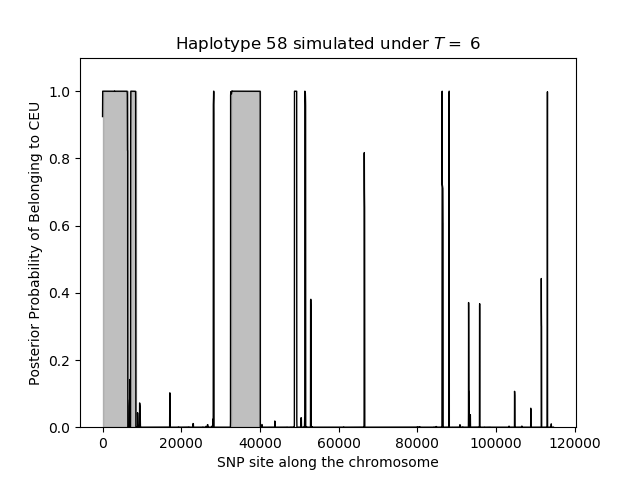 Haplotype 58 simulated under T = 6
Posterior Probability of Belonging to CEU
1.0
0.8
0.6
0.4
0.2
0.0
0 20000 40000 60000 80000 100000 120000
SNP site along the chromosome